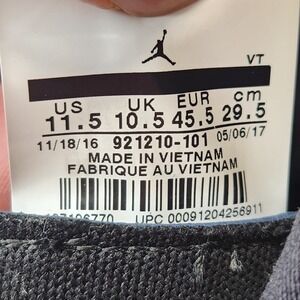 VT
US UK EUR cm
11.5 10.5 45.5 29.5
11/18/16 921210-101 05/06/17
MADE IN VIETNAM
FABRIQUE AU VIETNAM
UPC 00091204256911